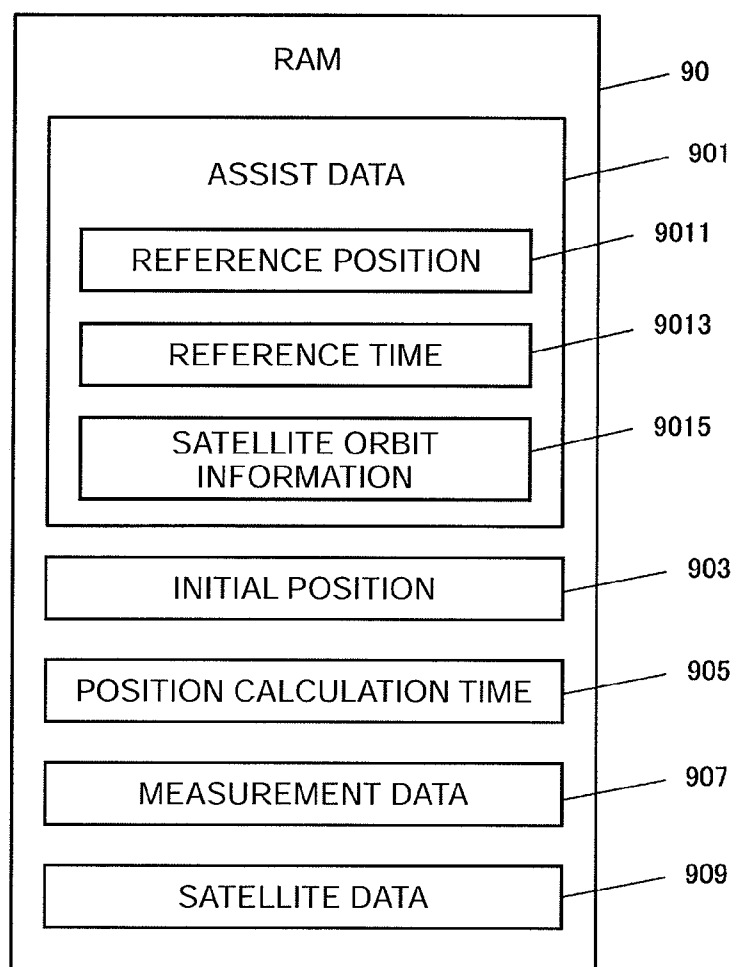 RAM
90
901
ASSIST DATA
9011
REFERENCE POSITION
9013
REFERENCE TIME
9015
SATELLITE ORBIT
INFORMATION
903
INITIAL POSITION
905
POSITION CALCULATION TIME
907
MEASUREMENT DATA
909
SATELLITE DATA